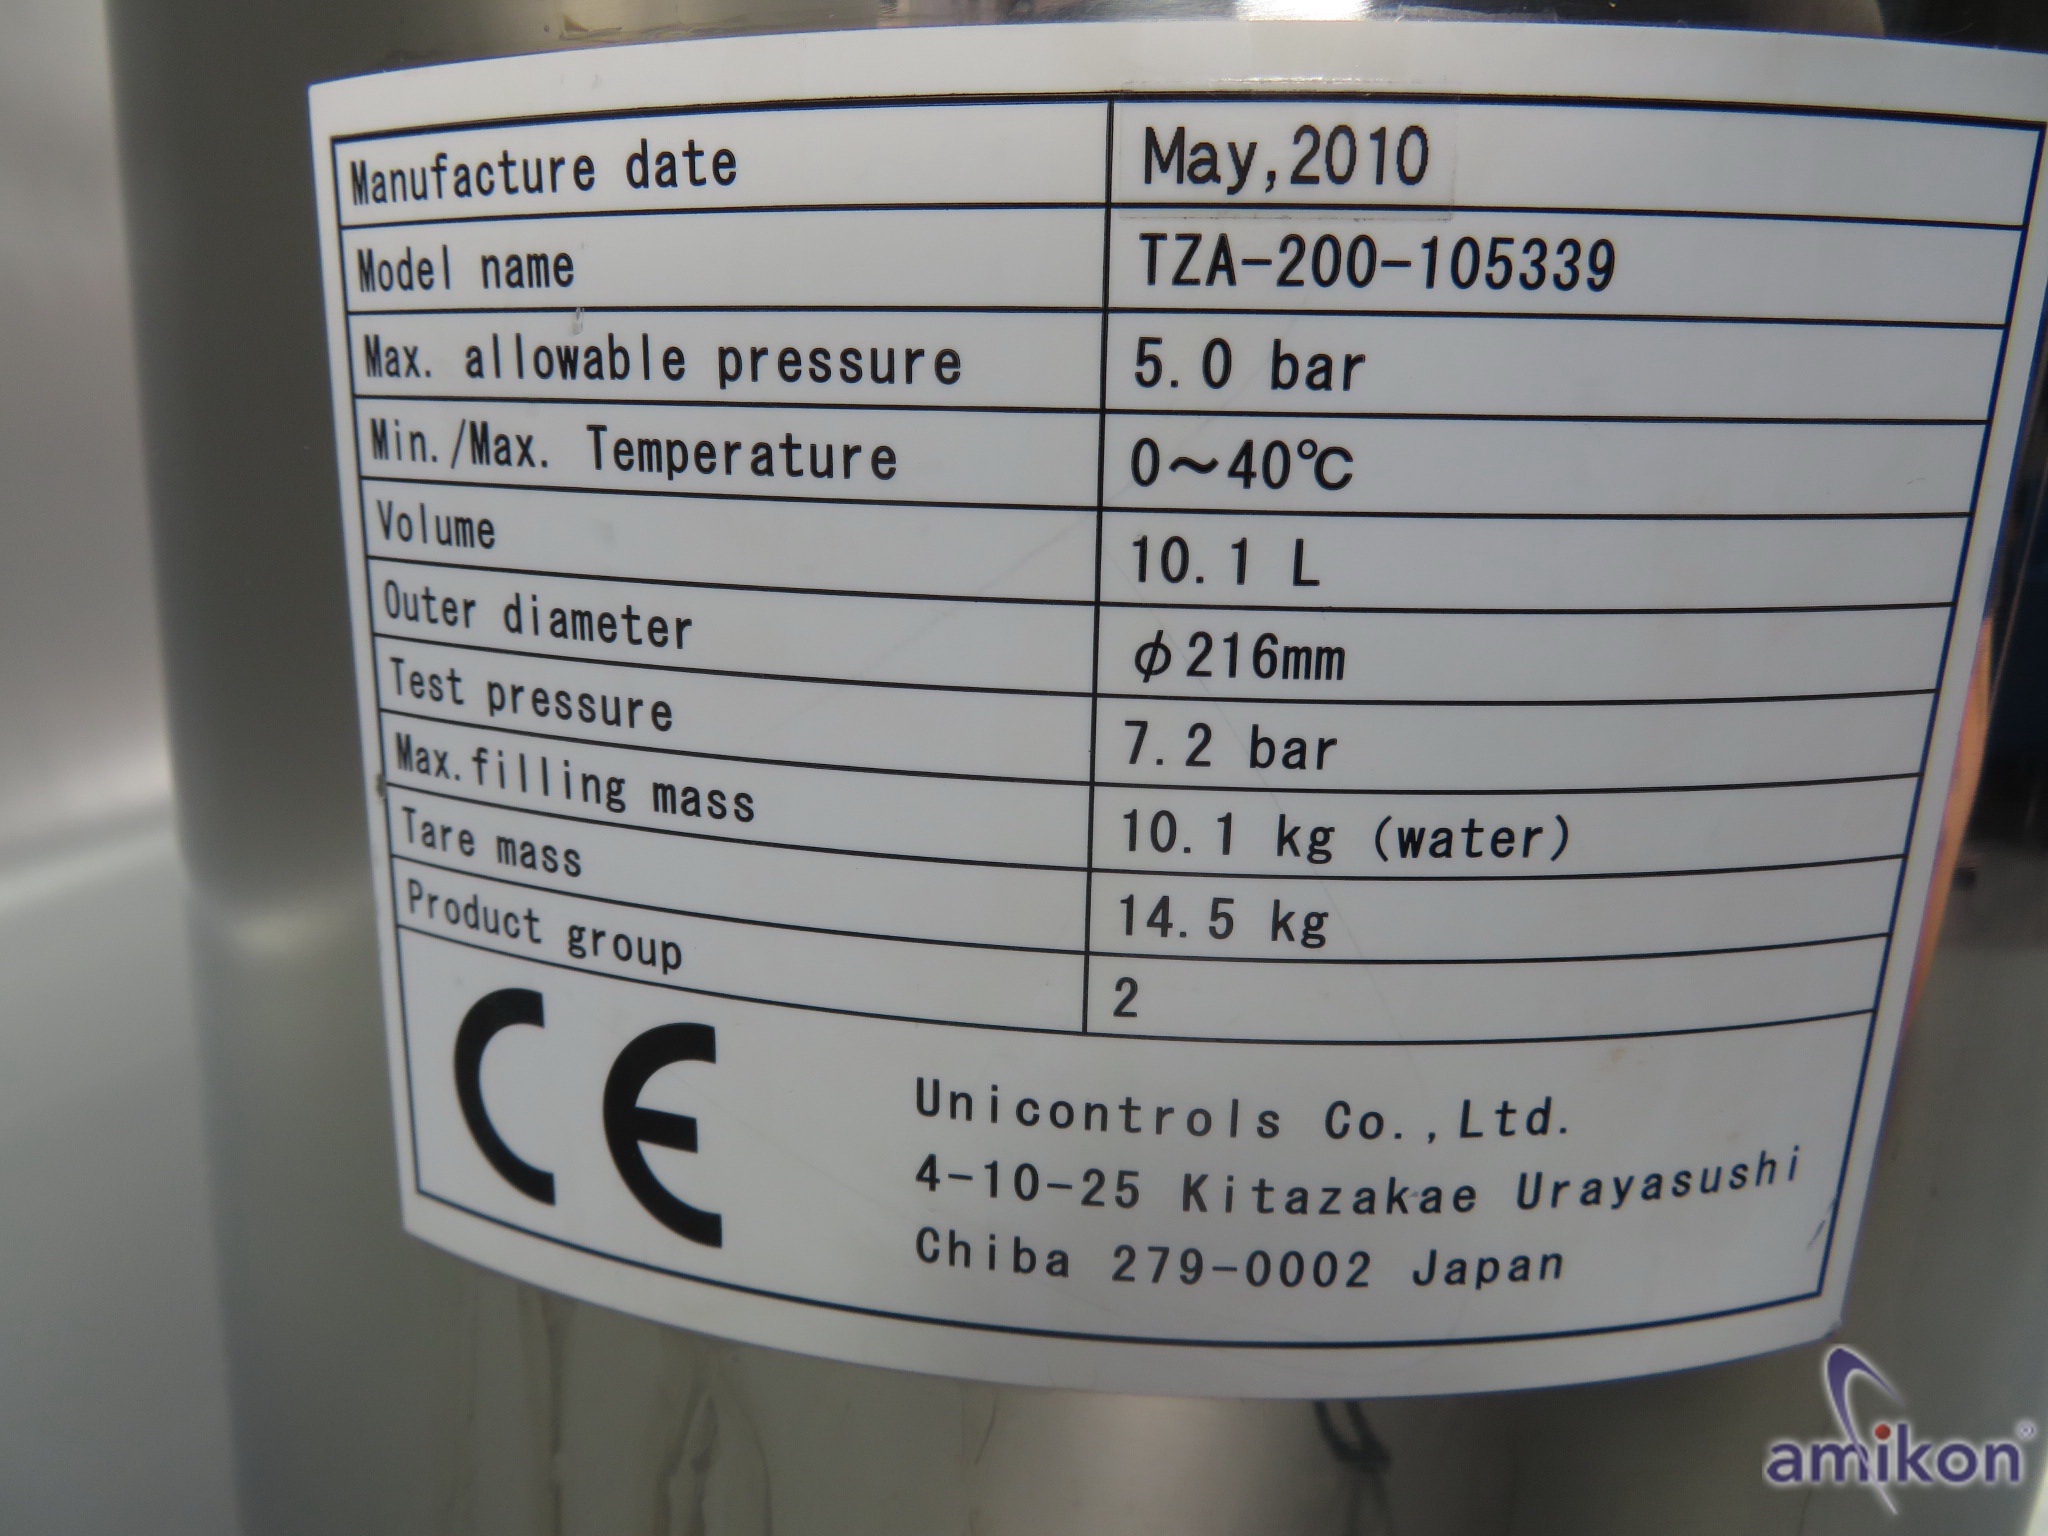 Manufacture date May,2010
Model name TZA-200-105339
Max. allowable pressure 5.0 bar
Min./Max. Temperature 0～40℃
Volume 10.1 L
Outer diameter φ216mm
Test pressure 7.2 bar
Max.filling mass 10.1 kg (water)
Tare mass 14.5 kg
Product group 2
CE
Unicontrols Co.,Ltd.
4-10-25 Kitazakae Urayasushi
Chiba 279-0002 Japan
amikon®